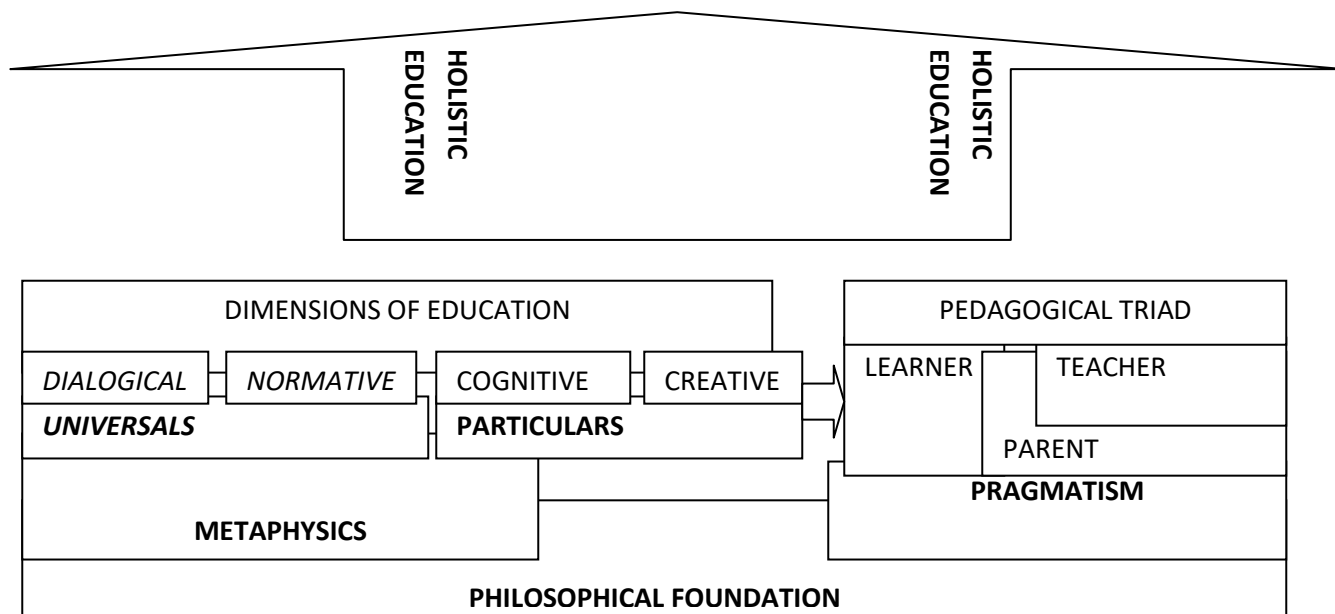 HOLISTIC
EDUCATION
HOLISTIC
EDUCATION
DIMENSIONS OF EDUCATION
PEDAGOGICAL TRIAD
DIALOGICAL
NORMATIVE
COGNITIVE
CREATIVE
LEARNER
TEACHER
UNIVERSALS
PARTICULARS
PARENT
PRAGMATISM
METAPHYSICS
PHILOSOPHICAL FOUNDATION